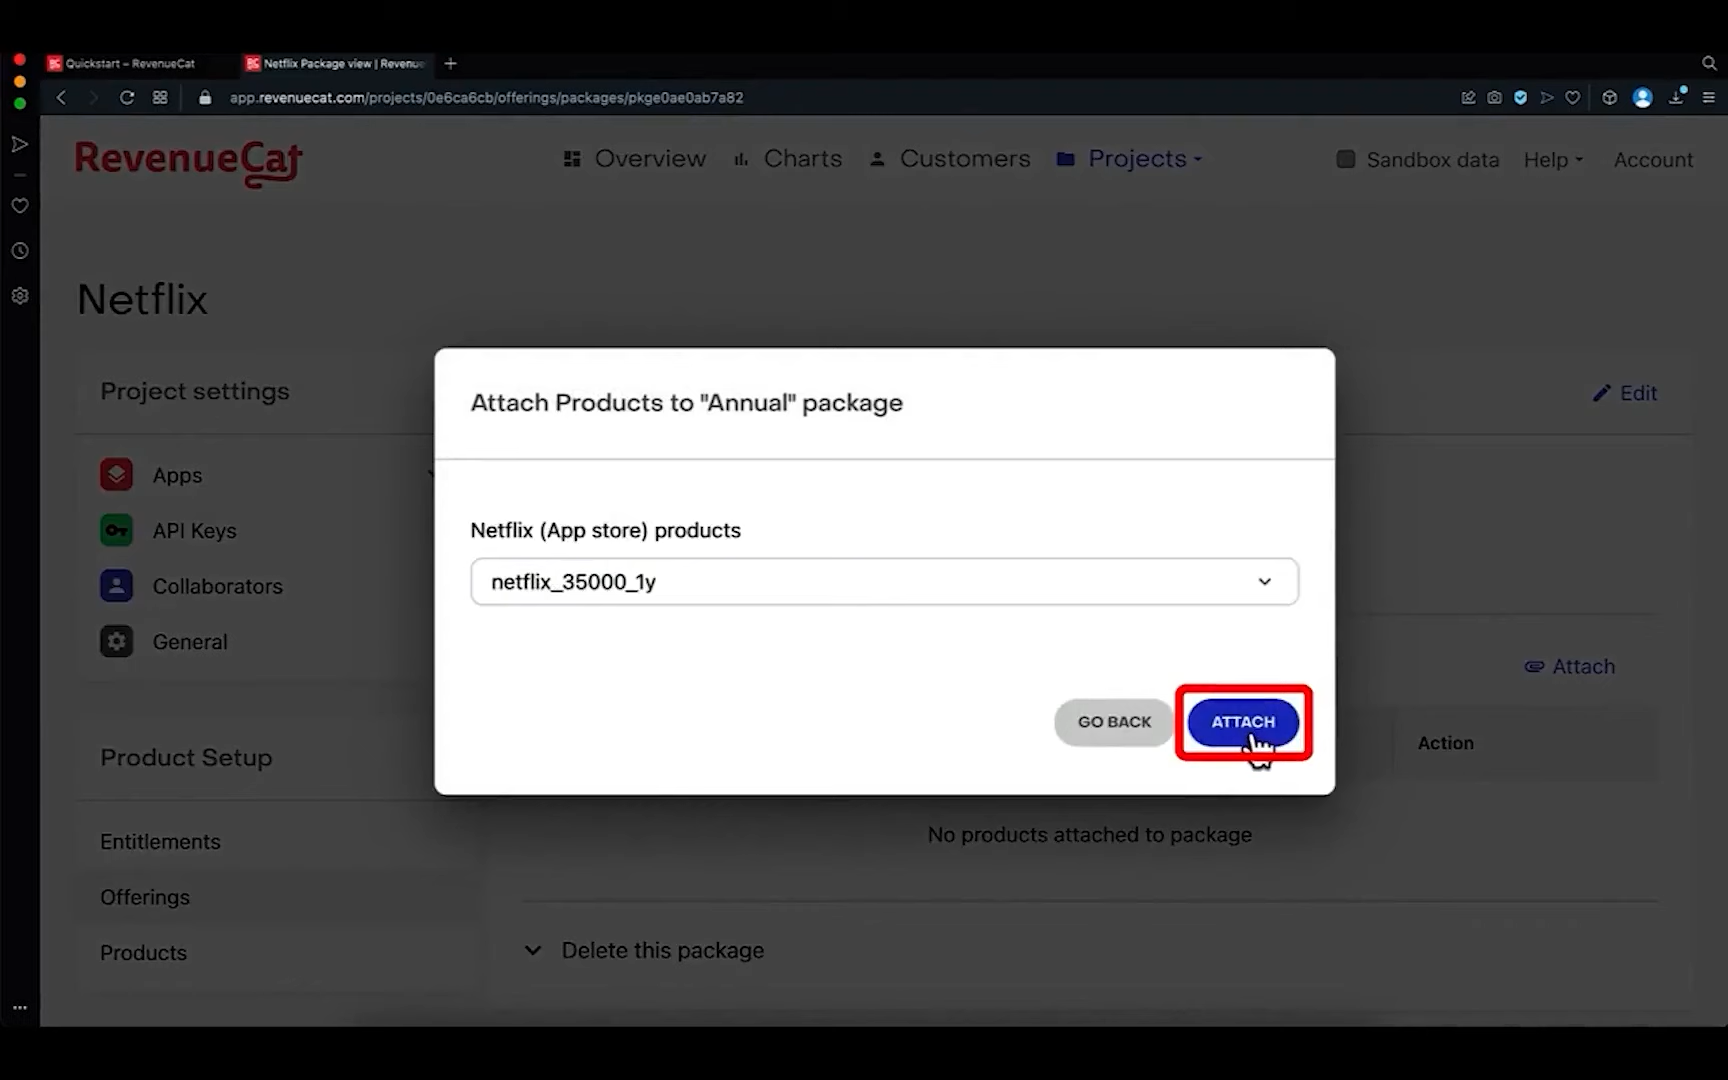 Quickstart – RevenueCat
Netflix Package view | Revenue
app.revenuecat.com/projects/0e6ca6cb/offerings/packages/pkge0ae0ab7a82
RevenueCat
Overview
Charts
Customers
Projects
Sandbox data
Help
Account
Netflix
Project settings
Edit
Apps
API Keys
Collaborators
General
Attach Products to "Annual" package
Netflix (App store) products
netflix_35000_1y
GO BACK
ATTACH
Attach
Action
Product Setup
No products attached to package
Entitlements
Offerings
Products
Delete this package